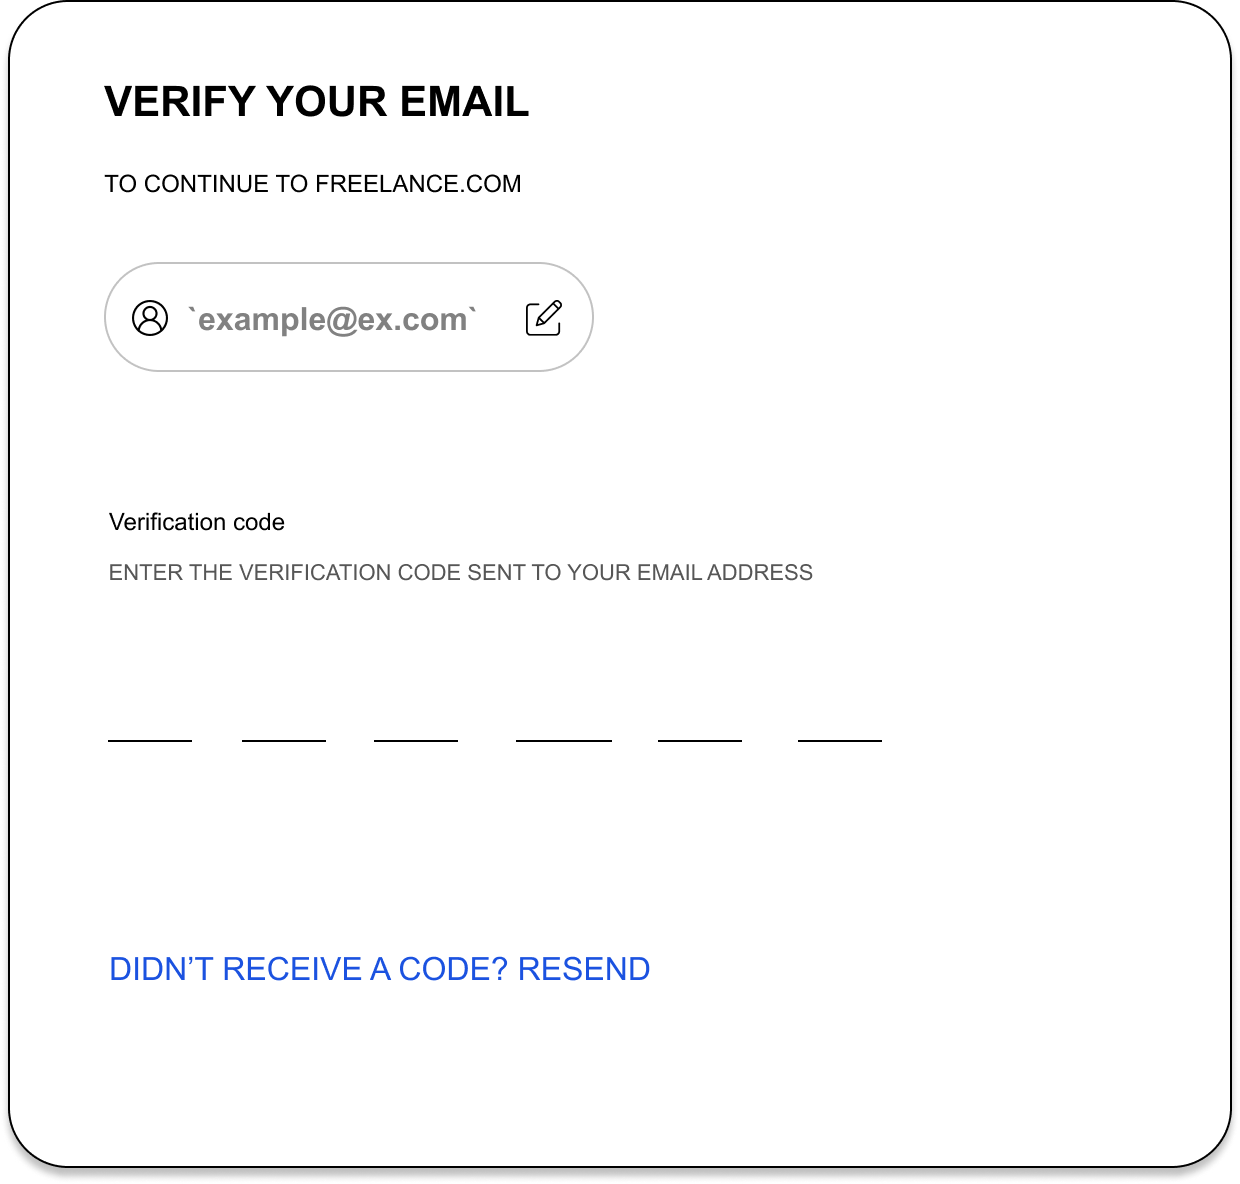 VERIFY YOUR EMAIL
TO CONTINUE TO FREELANCE.COM
`example@ex.com`
Verification code
ENTER THE VERIFICATION CODE SENT TO YOUR EMAIL ADDRESS
DIDN’T RECEIVE A CODE? RESEND